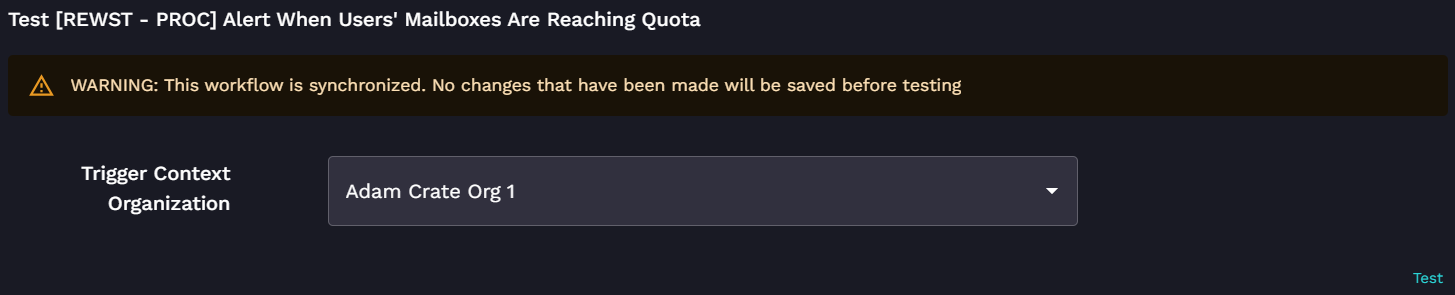 Test [REWST - PROC] Alert When Users' Mailboxes Are Reaching Quota
WARNING: This workflow is synchronized. No changes that have been made will be saved before testing
Trigger Context
Organization
Adam Crate Org 1
Test